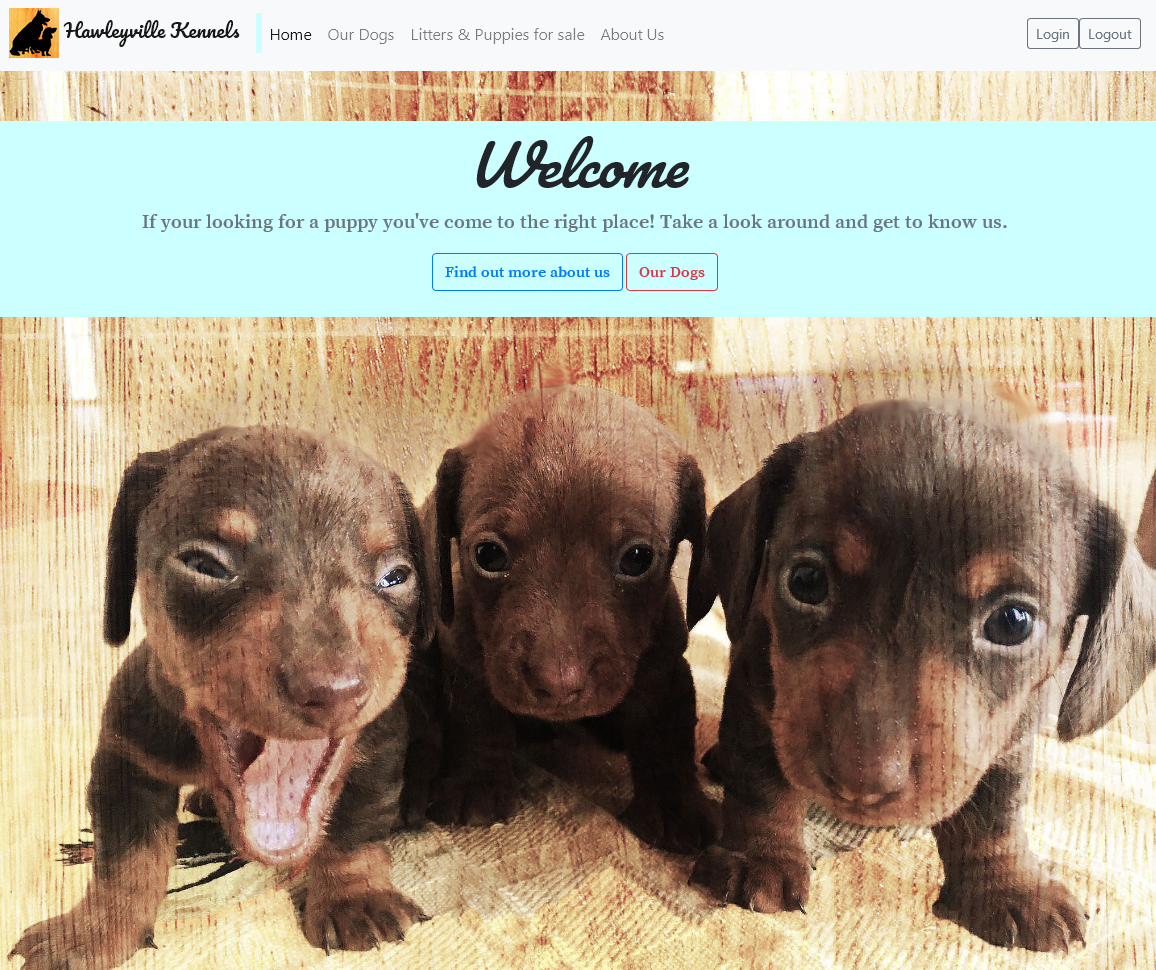 Hawleyville Kennels
Home Our Dogs Litters & Puppies for sale About Us
Login Logout
Welcome
If your looking for a puppy you've come to the right place! Take a look around and get to know us.
Find out more about us Our Dogs